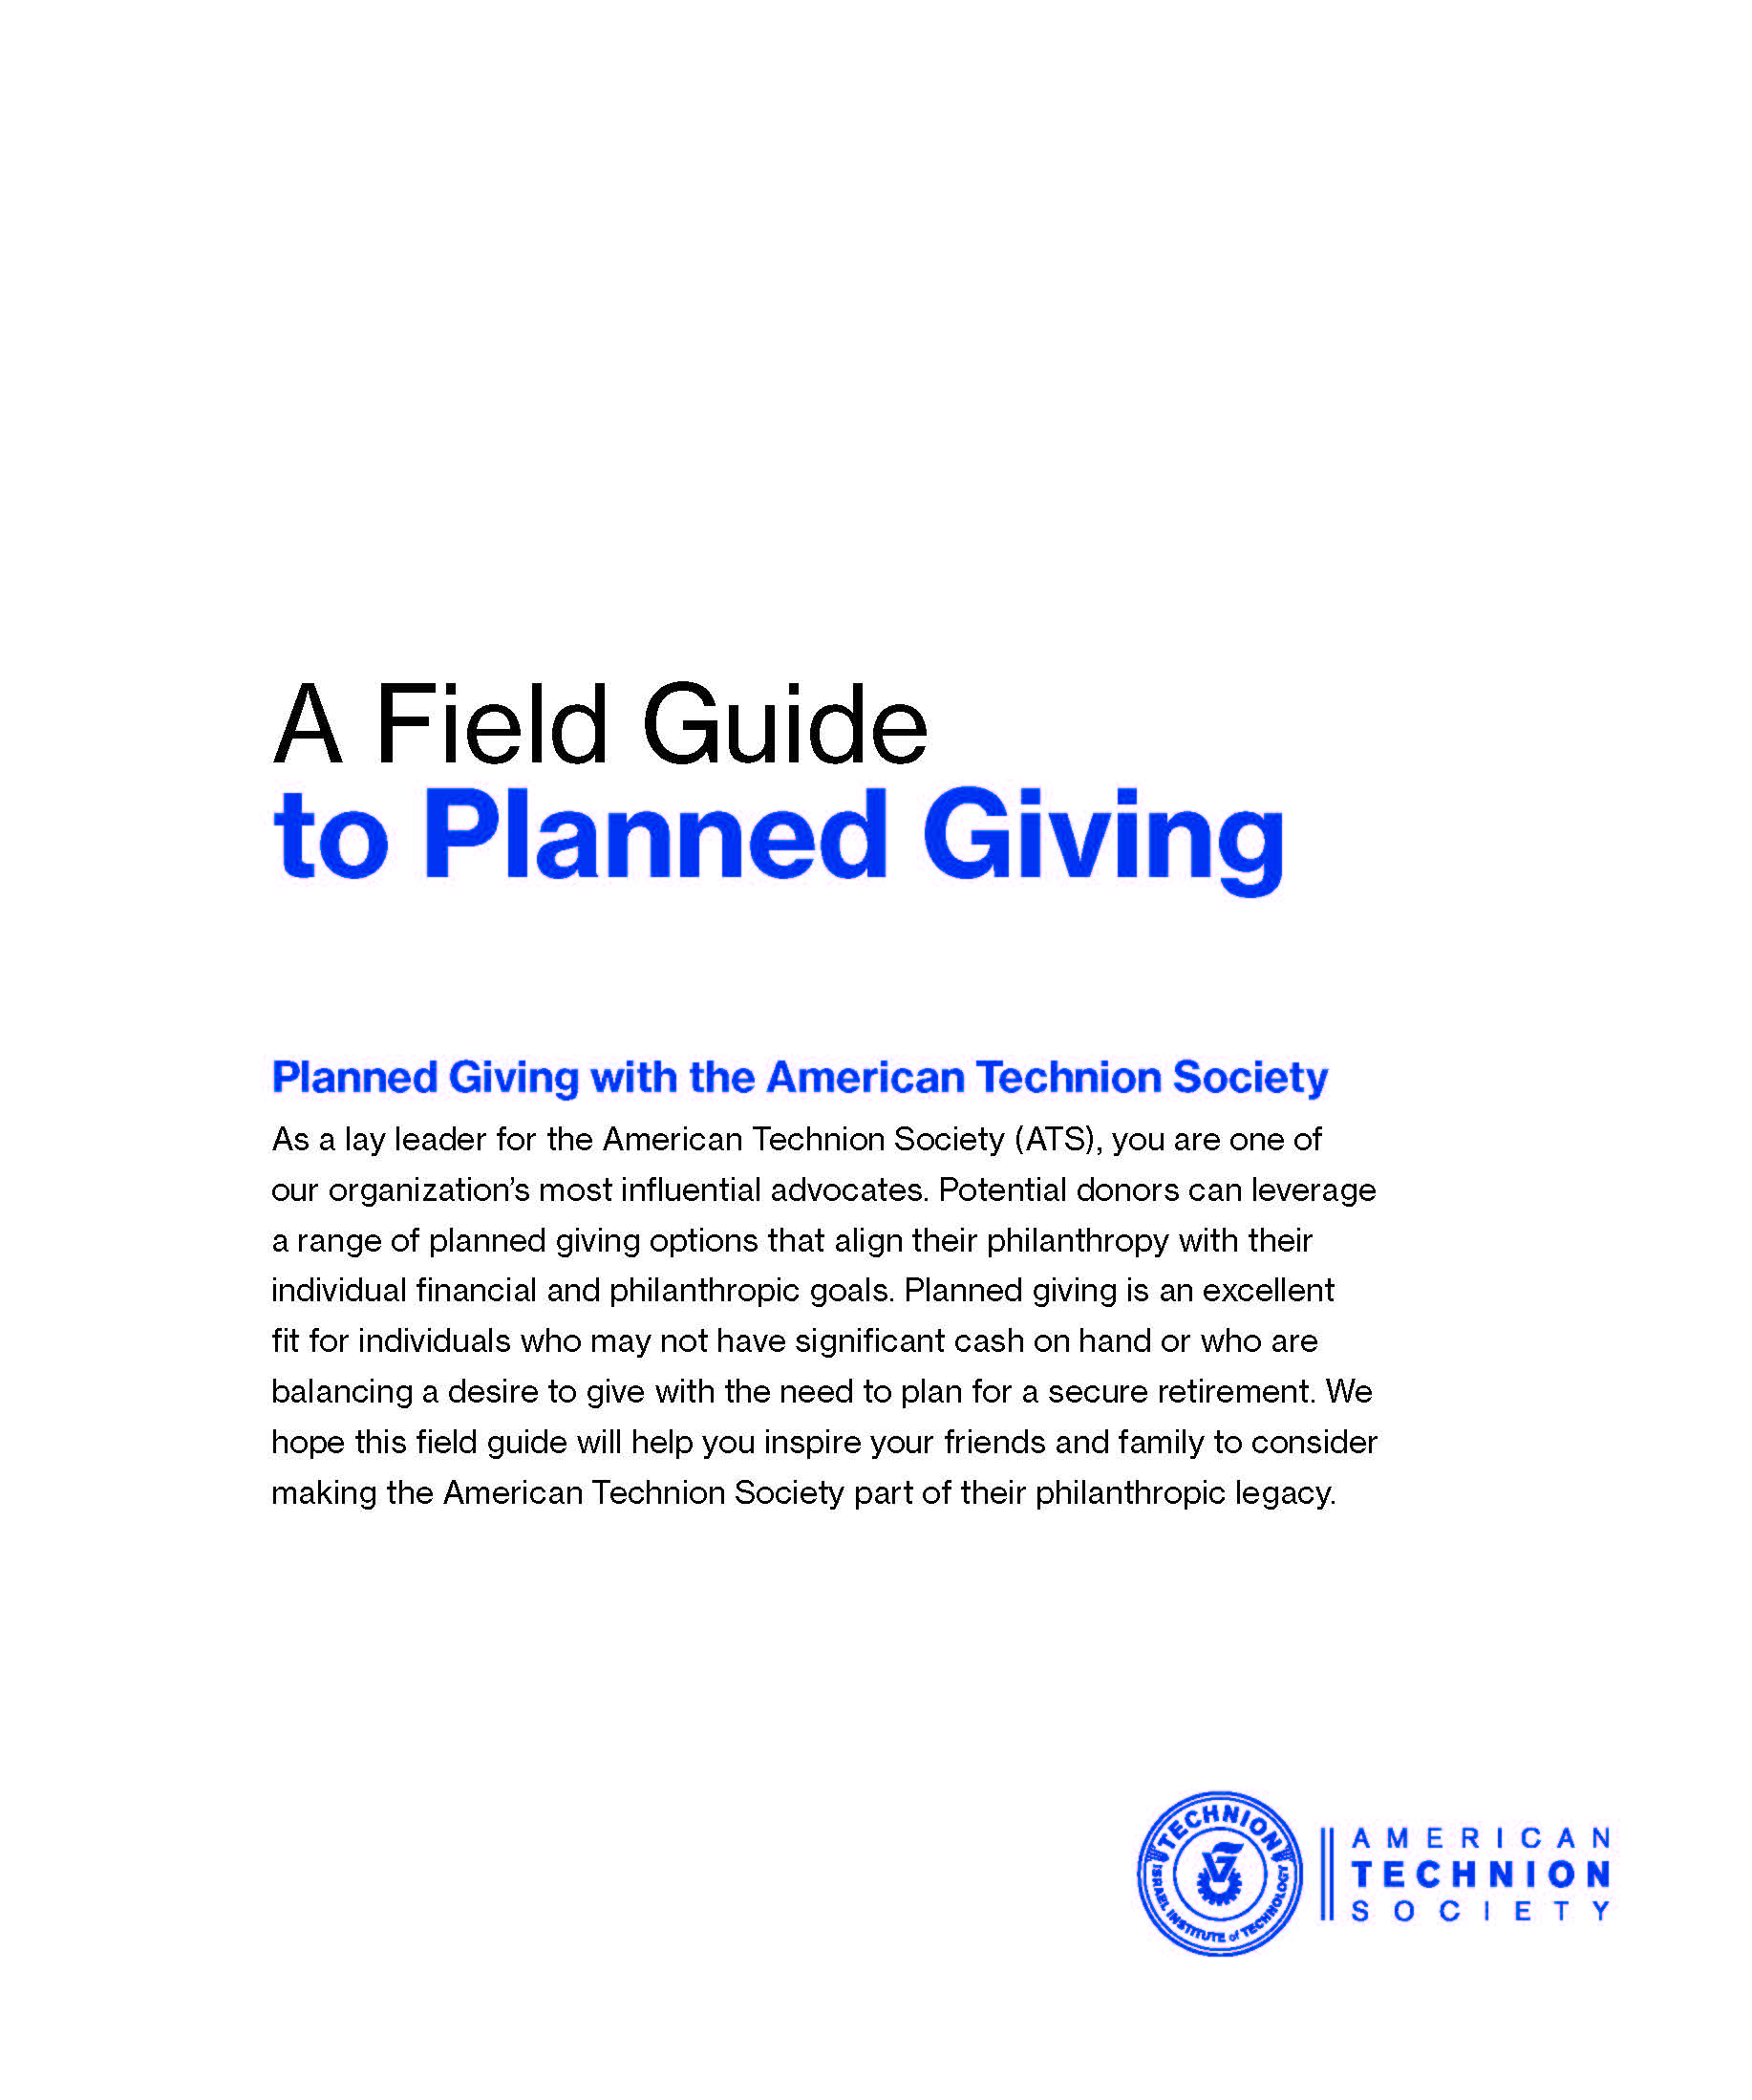 A Field Guide
to Planned Giving
Planned Giving with the American Technion Society
As a lay leader for the American Technion Society (ATS), you are one of
our organization’s most influential advocates. Potential donors can leverage
a range of planned giving options that align their philanthropy with their
individual financial and philanthropic goals. Planned giving is an excellent
fit for individuals who may not have significant cash on hand or who are
balancing a desire to give with the need to plan for a secure retirement. We
hope this field guide will help you inspire your friends and family to consider
making the American Technion Society part of their philanthropic legacy.
TECHNION
ISRAEL INSTITUTE of TECHNOLOGY
AMERICAN
TECHNION
SOCIETY